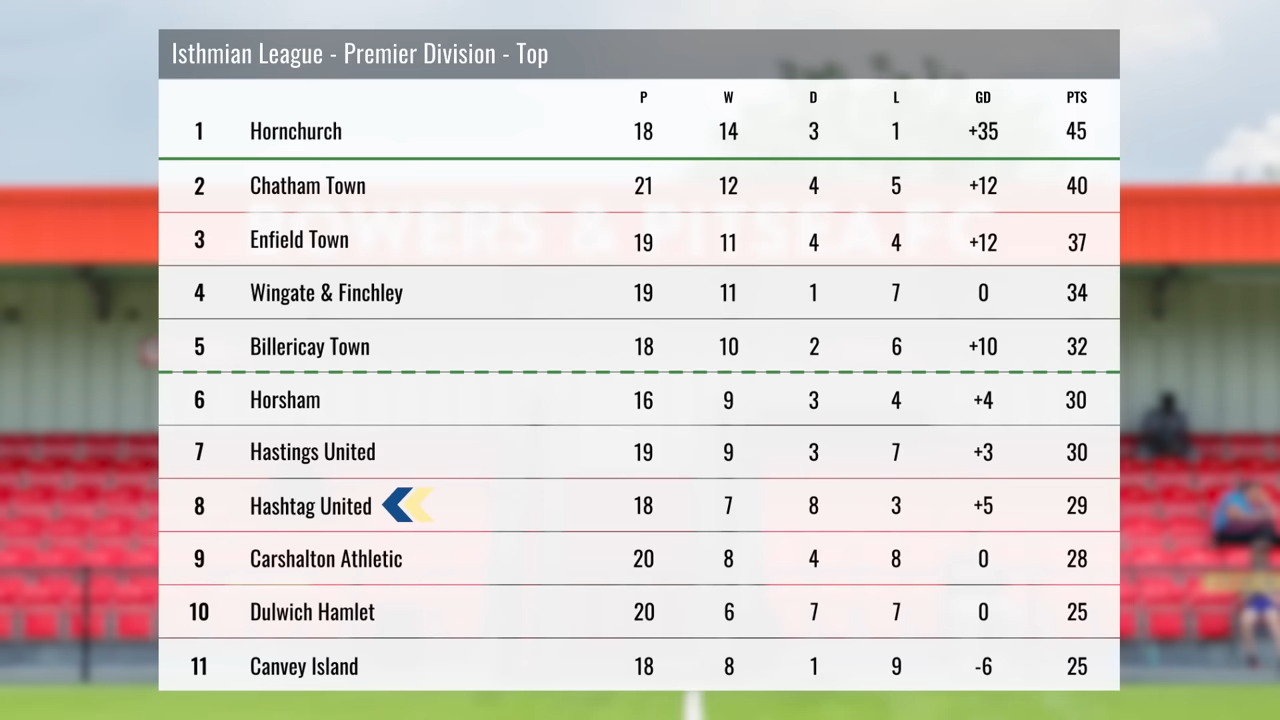 Isthmian League - Premier Division - Top
P W D L GD PTS
1 Hornchurch 18 14 3 1 +35 45
2 Chatham Town 21 12 4 5 +12 40
POWERS & PITSEA FC
3 Enfield Town 19 11 4 4 +12 37
4 Wingate & Finchley 19 11 1 7 0 34
5 Billericay Town 18 10 2 6 +10 32
6 Horsham 16 9 3 4 +4 30
7 Hastings United 19 9 3 7 +3 30
8 Hashtag United 18 7 8 3 +5 29
9 Carshalton Athletic 20 8 4 8 0 28
10 Dulwich Hamlet 20 6 7 7 0 25
11 Canvey Island 18 8 1 9 -6 25